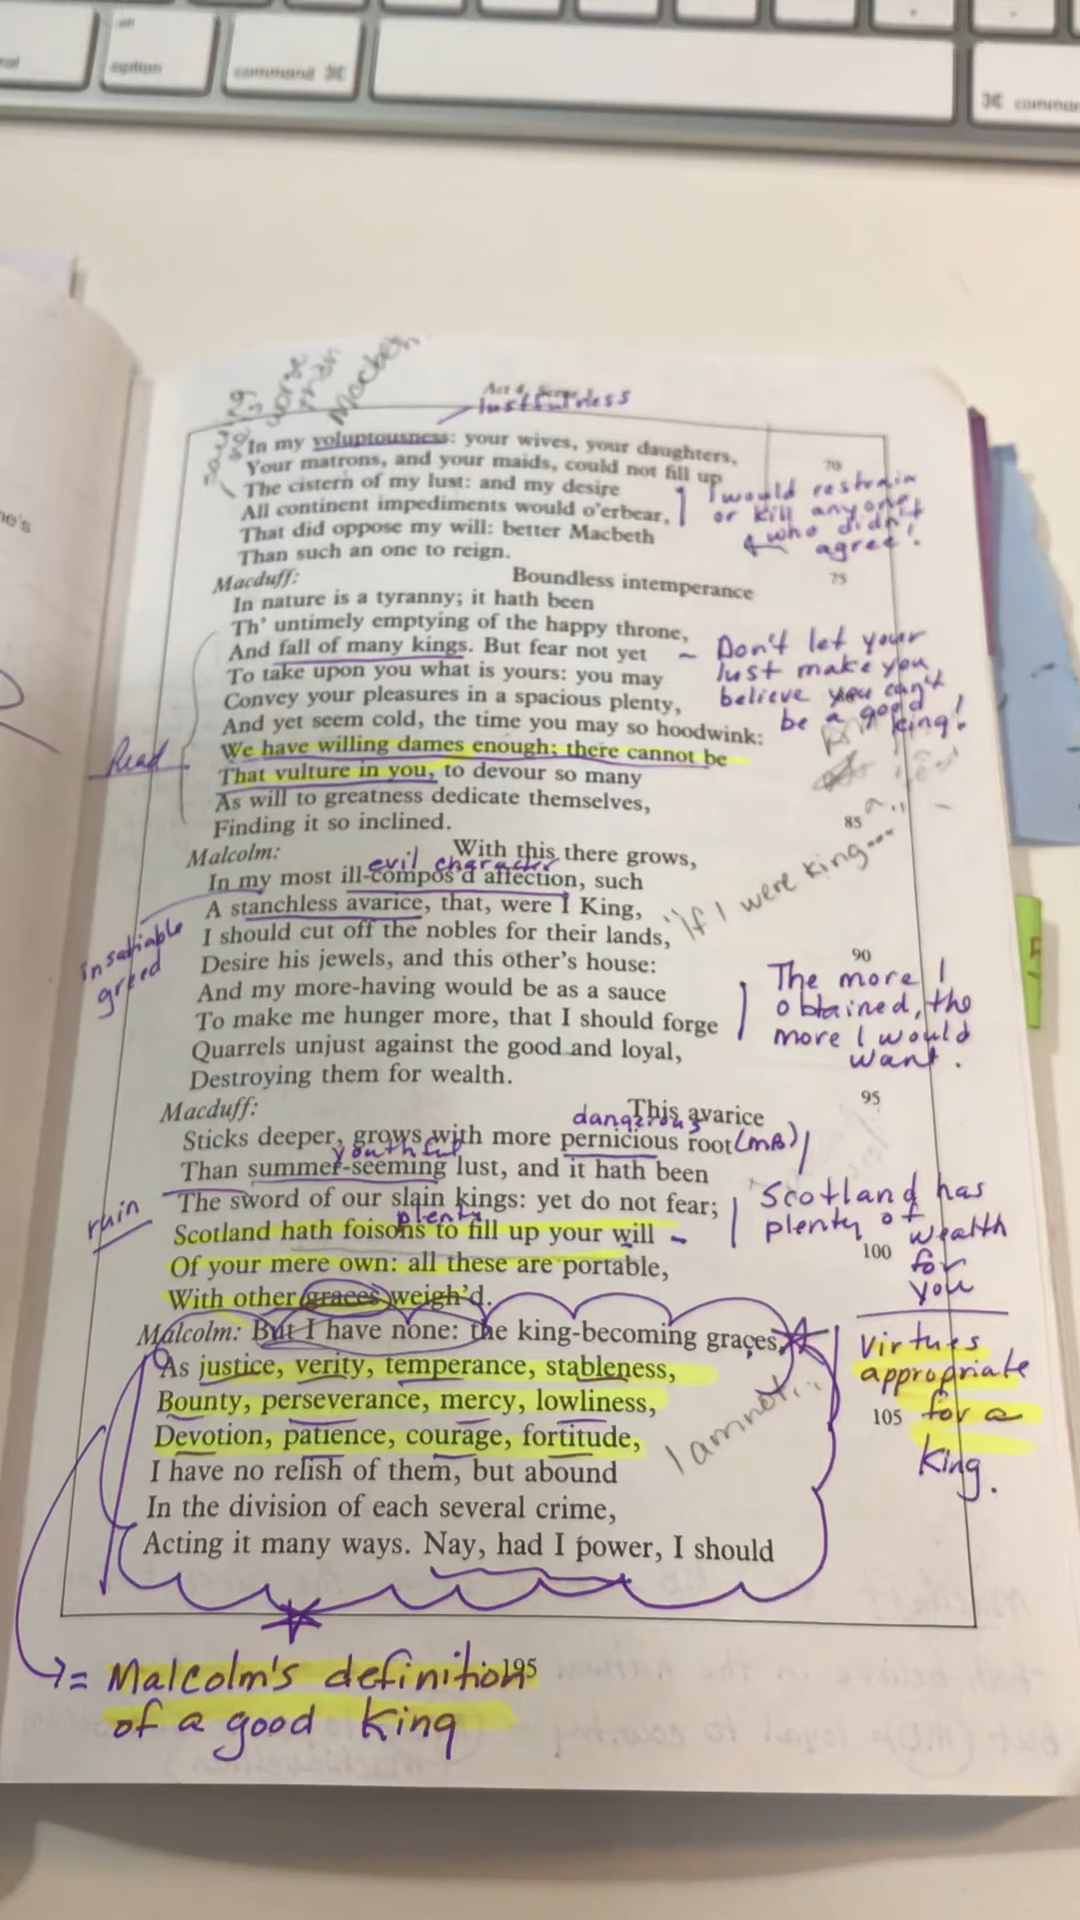 option
command ⌘
⌘ comman
worse
than
Macbeth
lustfulness
In my voluptousness: your wives, your daughters,
Your matrons, and your maids, could not fill up
70
The cistern of my lust: and my desire
All continent impediments would o'erbear,
That did oppose my will: better Macbeth
Than such an one to reign.
I would restrain
or kill anyone
who didn't
agree!
Macduff: Boundless intemperance
75
In nature is a tyranny; it hath been
Th' untimely emptying of the happy throne,
And fall of many kings. But fear not yet
To take upon you what is yours: you may
Convey your pleasures in a spacious plenty,
And yet seem cold, the time you may so hoodwink:
We have willing dames enough; there cannot be
That vulture in you, to devour so many
As will to greatness dedicate themselves,
Finding it so inclined.
85
~ Don't let your
lust make you
believe you can't
be a good
king!
Read
Malcolm: With this there grows,
evil character
In my most ill-compos'd affection, such
A stanchless avarice, that, were I King,
I should cut off the nobles for their lands,
"If I were king...
insatiable
greed
Desire his jewels, and this other's house:
90
And my more-having would be as a sauce
To make me hunger more, that I should forge
Quarrels unjust against the good and loyal,
Destroying them for wealth.
The more I
obtained, the
more I would
want.
Macduff: This avarice
95
dangerous
Sticks deeper, grows with more pernicious root (MB)
youthful
Than summer-seeming lust, and it hath been
The sword of our slain kings: yet do not fear;
ruin
plenty
Scotland hath foisons to fill up your will
Of your mere own: all these are portable,
100
With other graces weigh'd.
Scotland has
plenty of
wealth
for
you
Malcolm: But I have none: the king-becoming graces,
As justice, verity, temperance, stableness,
Bounty, perseverance, mercy, lowliness,
105
Devotion, patience, courage, fortitude,
I have no relish of them, but abound
In the division of each several crime,
Acting it many ways. Nay, had I power, I should
Virtues
appropriate
for a
King.
I am not...
195
= Malcolm's definition
of a good King